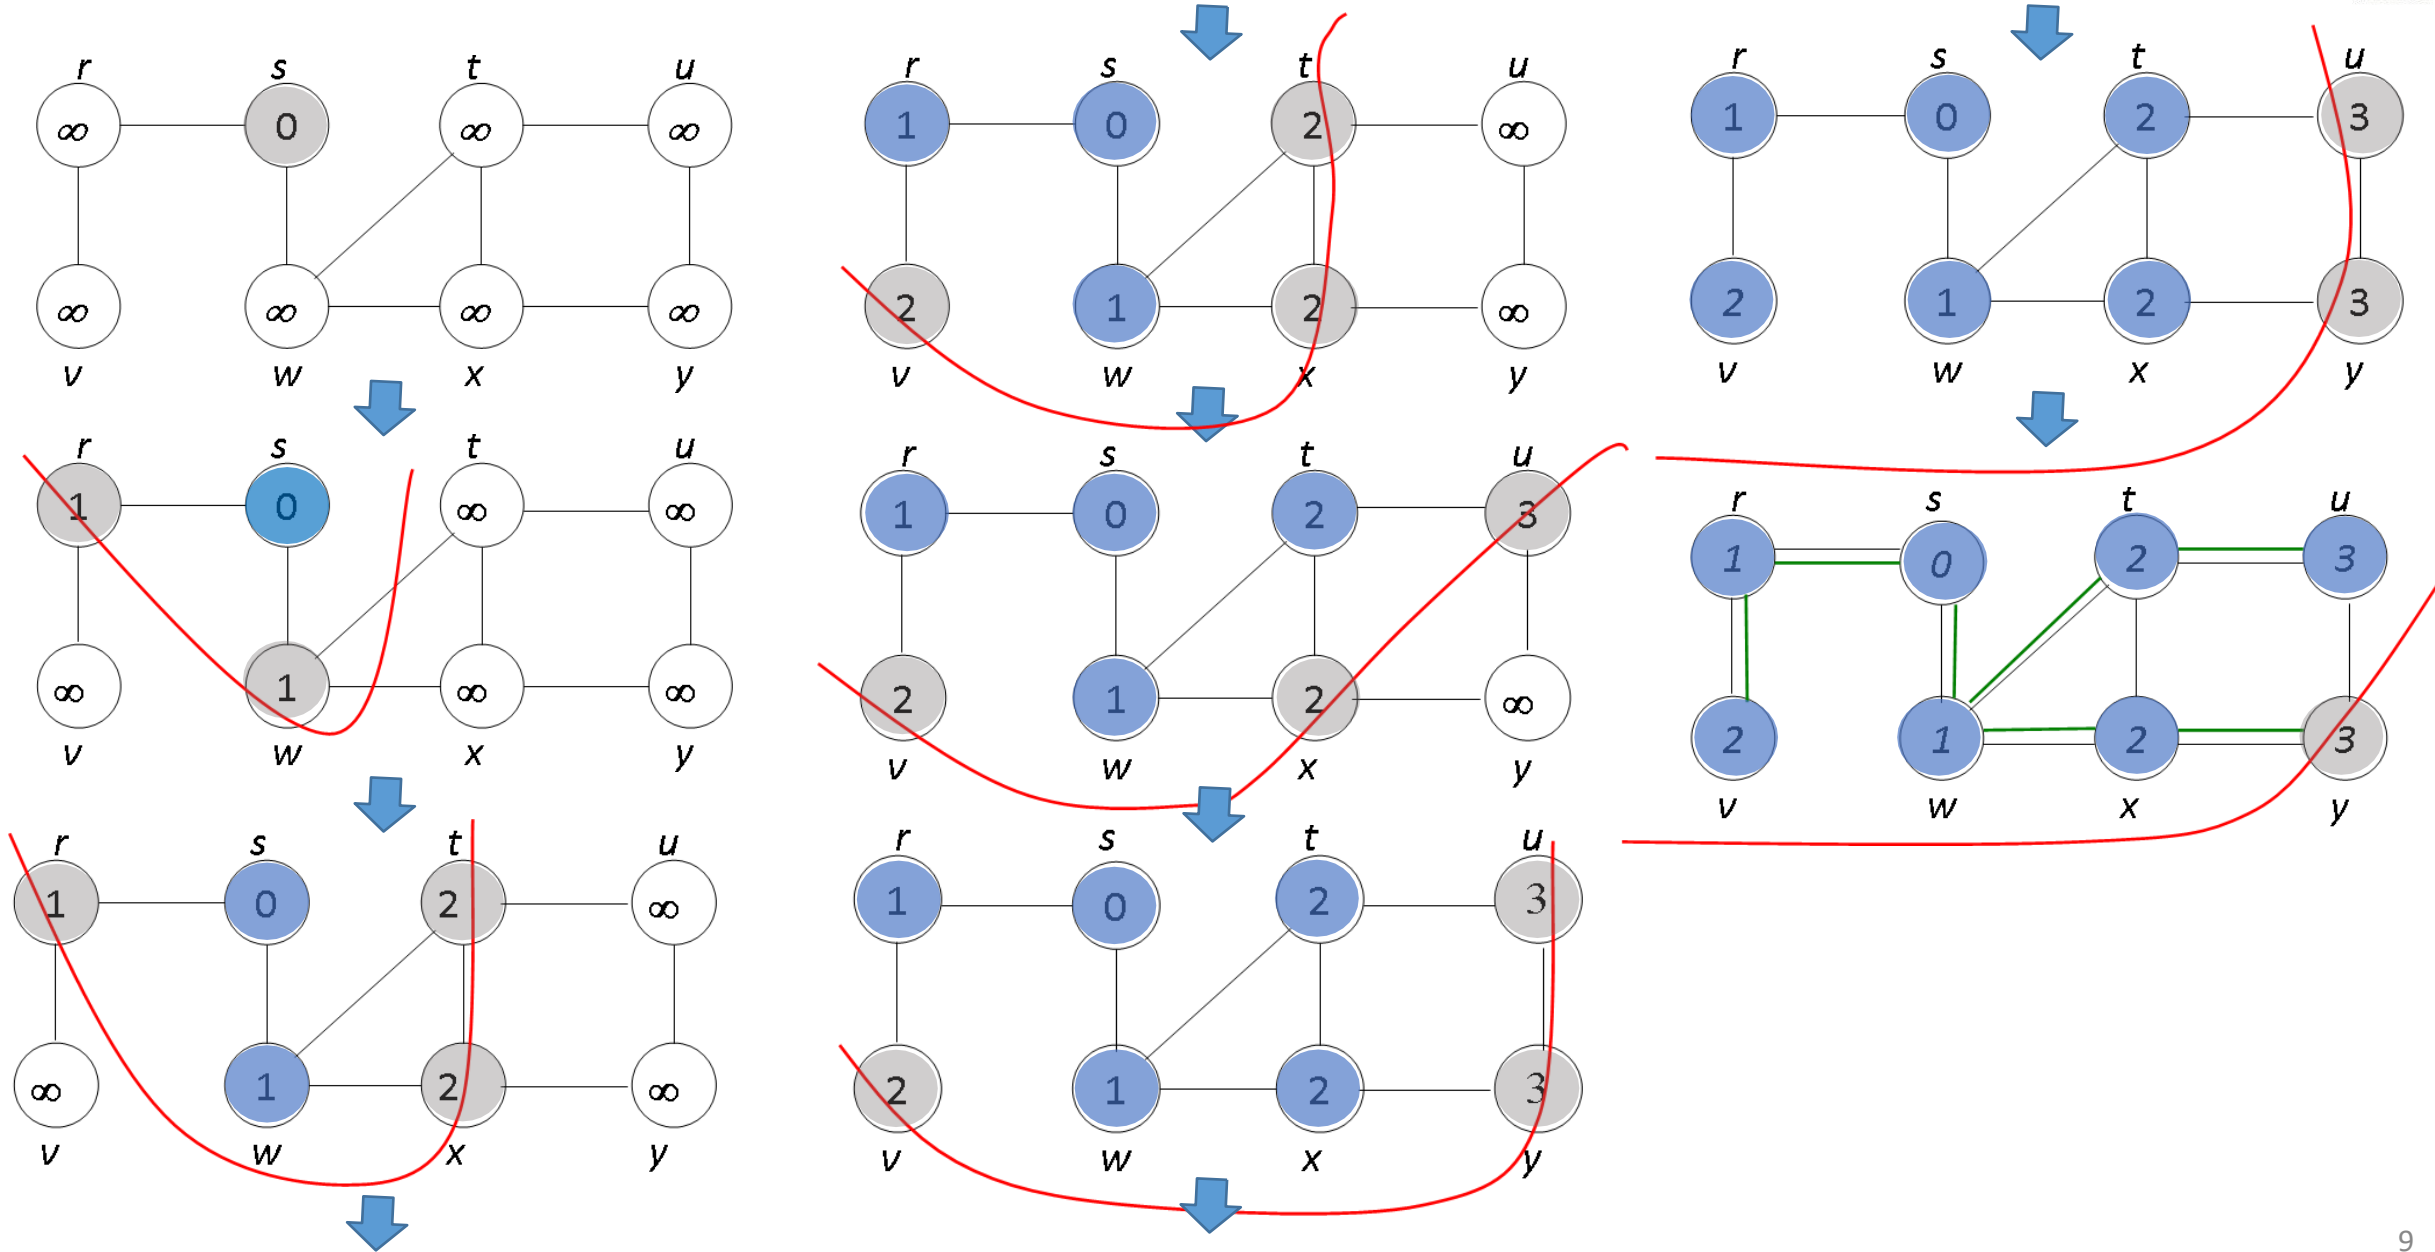 r s t u
∞ 0 ∞ ∞
∞ ∞ ∞ ∞
v w x y
r s t u
1 0 ∞ ∞
∞ 1 ∞ ∞
v w x y
r s t u
1 0 2 ∞
∞ 1 2 ∞
v w x y
r s t u
1 0 2 ∞
2 1 2 ∞
v w x y
r s t u
1 0 2 3
2 1 2 ∞
v w x y
r s t u
1 0 2 3
2 1 2 3
v w x y
r s t u
1 0 2 3
2 1 2 3
v w x y
r s t u
1 0 2 3
2 1 2 3
v w x y
9